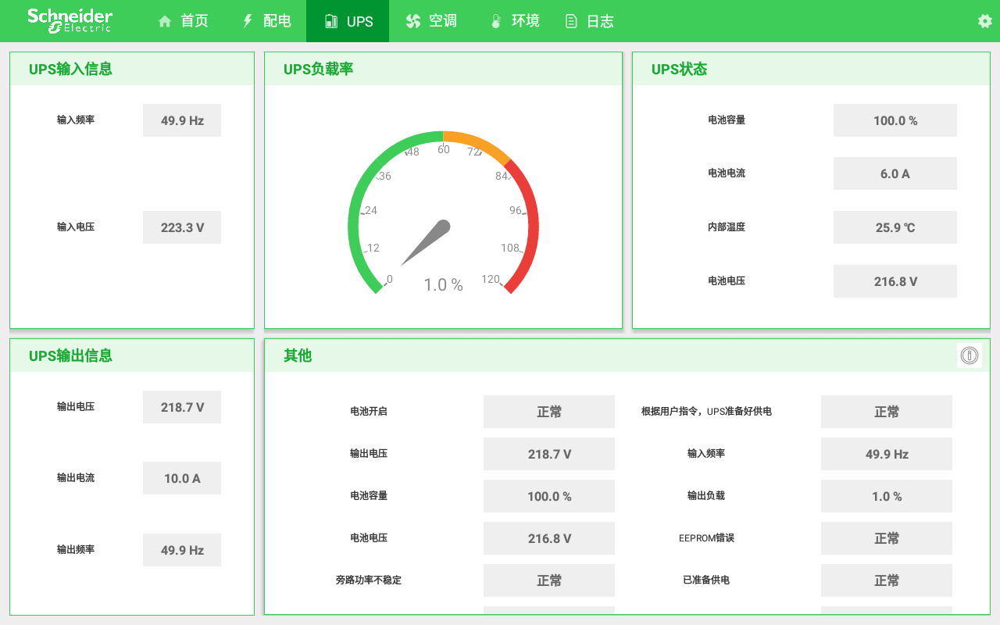 Schneider Electric
首页
配电
UPS
空调
环境
日志
UPS输入信息
输入频率 49.9 Hz
输入电压 223.3 V
UPS负载率
0
12
24
36
48
60
72
84
96
108
120
1.0 %
UPS状态
电池容量 100.0 %
电池电流 6.0 A
内部温度 25.9 ℃
电池电压 216.8 V
UPS输出信息
输出电压 218.7 V
输出电流 10.0 A
输出频率 49.9 Hz
其他
电池开启 正常 根据用户指令，UPS准备好供电 正常
输出电压 218.7 V 输入频率 49.9 Hz
电池容量 100.0 % 输出负载 1.0 %
电池电压 216.8 V EEPROM错误 正常
旁路功率不稳定 正常 已准备供电 正常